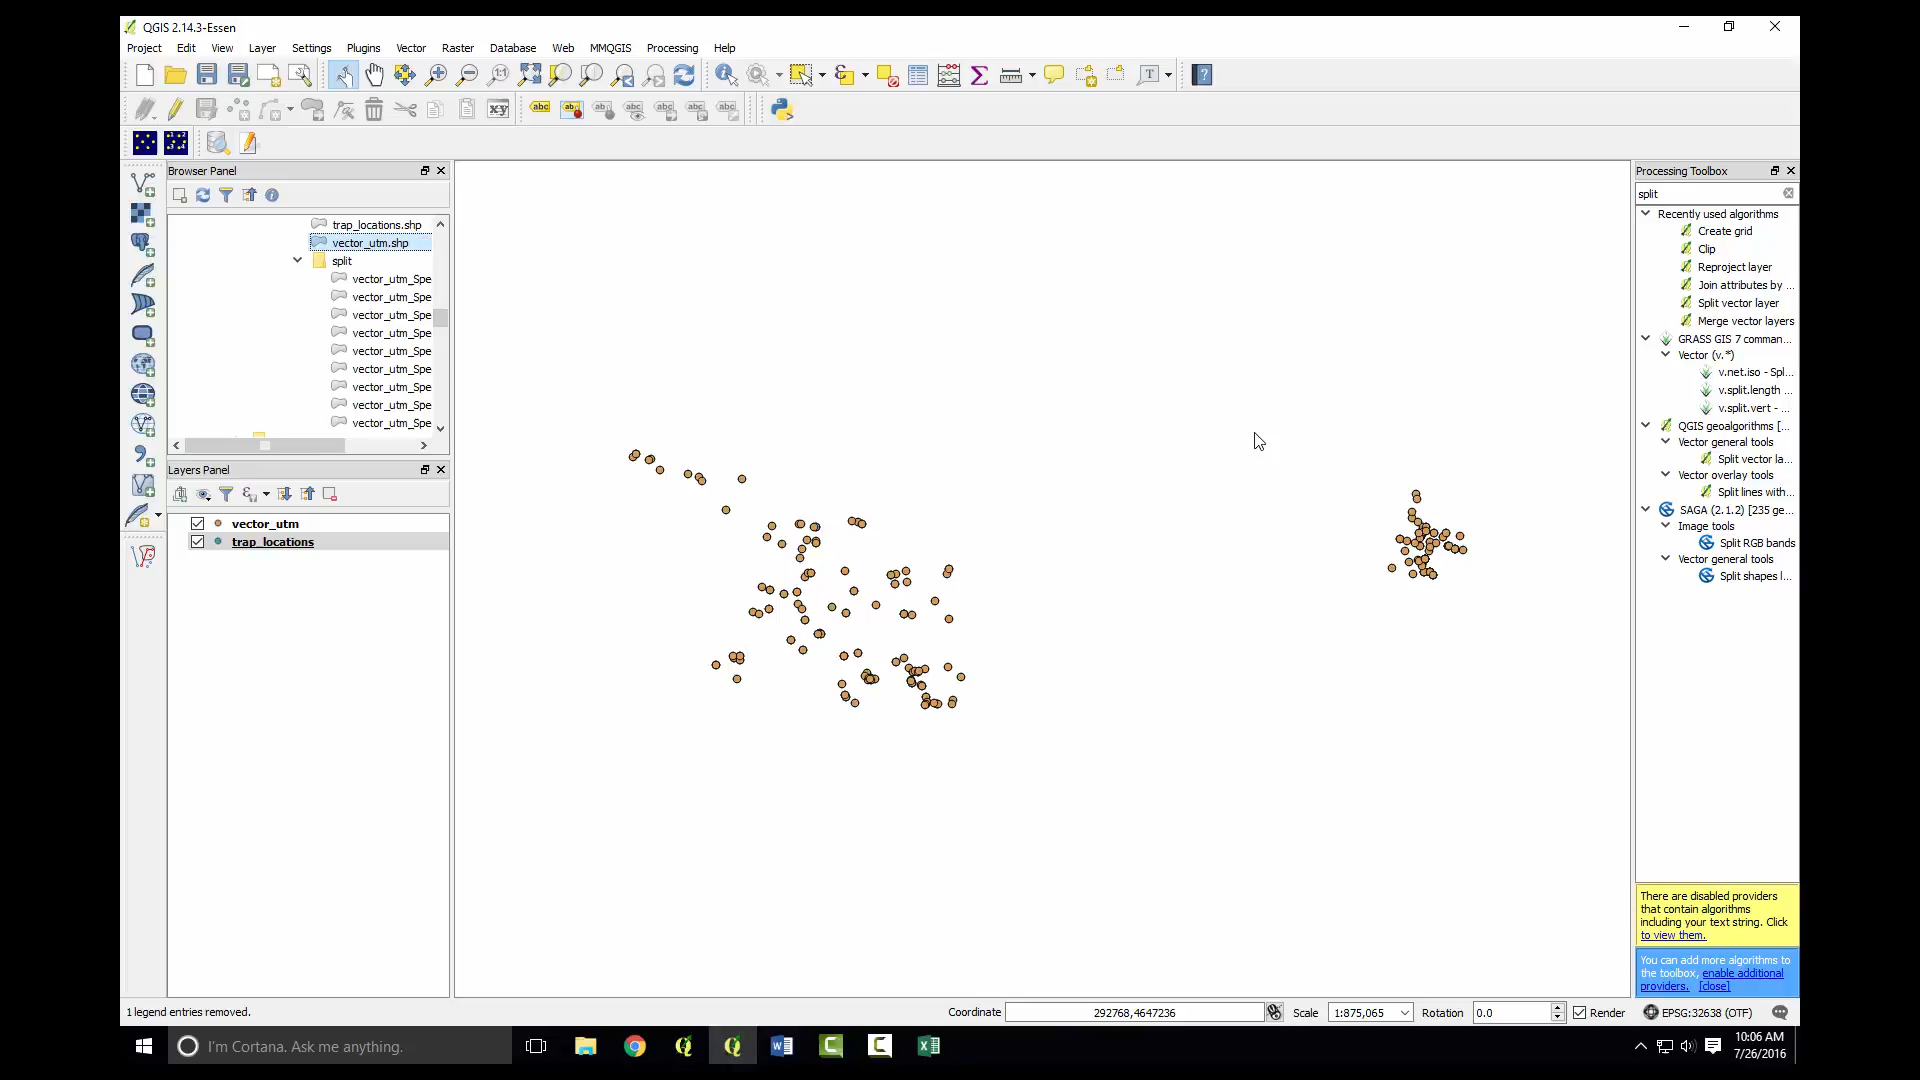 QGIS 2.14.3-Essen
Project Edit View Layer Settings Plugins Vector Raster Database Web MMQGIS Processing Help
Browser Panel
trap_locations.shp
vector_utm.shp
split
vector_utm_Spe
vector_utm_Spe
vector_utm_Spe
vector_utm_Spe
vector_utm_Spe
vector_utm_Spe
vector_utm_Spe
vector_utm_Spe
vector_utm_Spe
Layers Panel
vector_utm
trap_locations
Processing Toolbox
split
Recently used algorithms
Create grid
Clip
Reproject layer
Join attributes by ...
Split vector layer
Merge vector layers
GRASS GIS 7 comman...
Vector (v.*)
v.net.iso - Spl...
v.split.length ...
v.split.vert - ...
QGIS geoalgorithms [...
Vector general tools
Split vector la...
Vector overlay tools
Split lines with...
SAGA (2.1.2) [235 ge...
Image tools
Split RGB bands
Vector general tools
Split shapes l...
There are disabled providers
that contain algorithms
including your text string. Click
to view them.
You can add more algorithms to
the toolbox, enable additional
providers. [close]
1 legend entries removed.
Coordinate 292768,4647236 Scale 1:875,065 Rotation 0.0 Render EPSG:32638 (OTF)
I'm Cortana. Ask me anything.
10:06 AM
7/26/2016